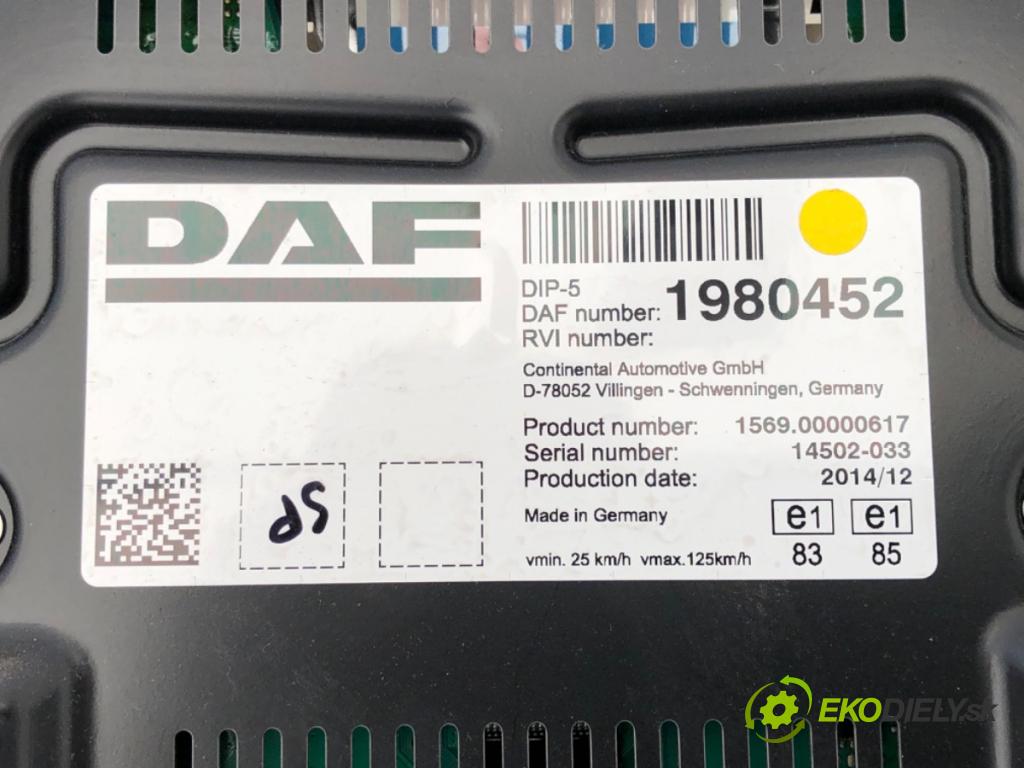 DAF
DIP-5
DAF number: 1980452
RVI number:
Continental Automotive GmbH
D-78052 Villingen - Schwenningen, Germany
Product number: 1569.00000617
Serial number: 14502-033
Production date: 2014/12
Made in Germany
e1 e1
83 85
vmin. 25 km/h vmax.125km/h
EKODIELY.sk